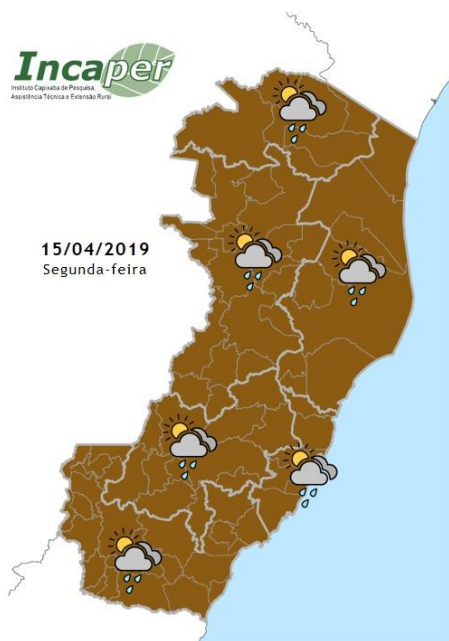 Incaper
Instituto Capixaba de Pesquisa,
Assistência Técnica e Extensão Rural
15/04/2019
Segunda-feira